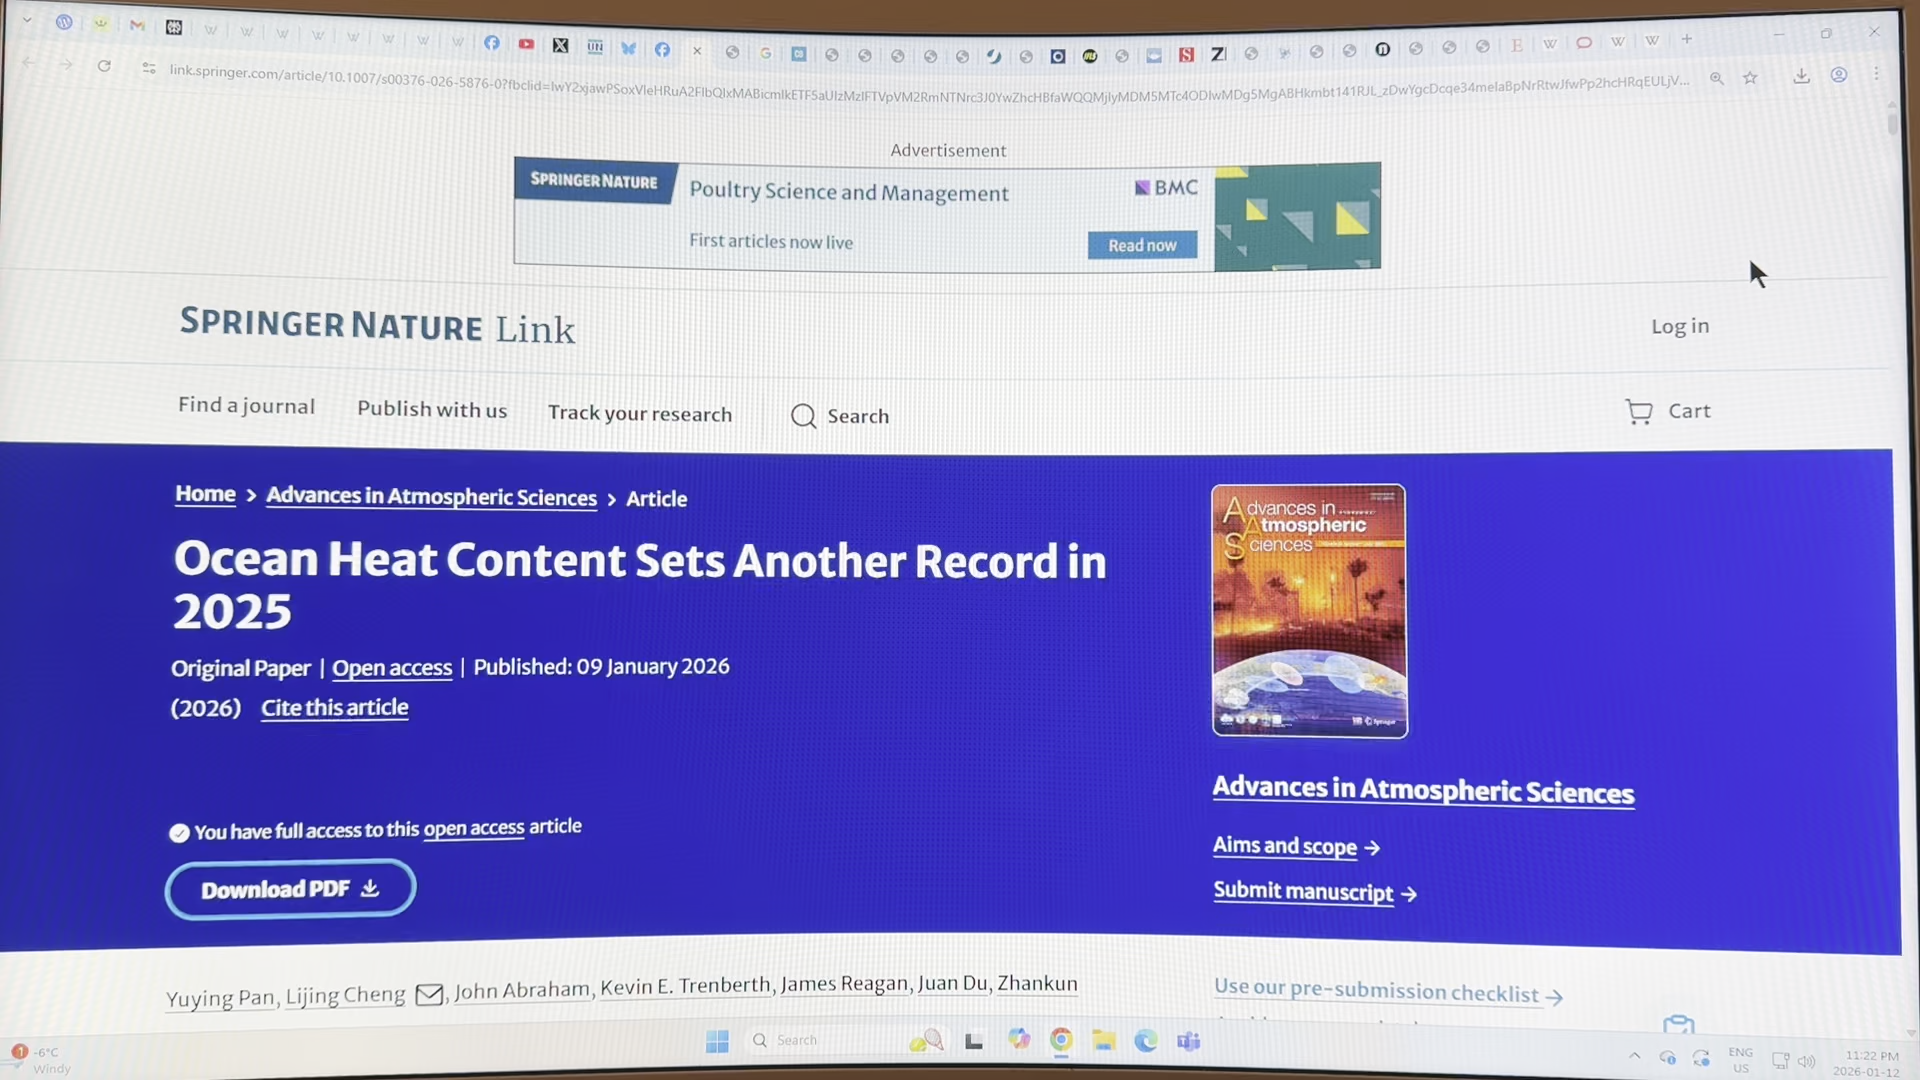 link.springer.com/article/10.1007/s00376-026-5876-0?fbclid=
Advertisement
SPRINGER NATURE
Poultry Science and Management
BMC
First articles now live
Read now
SPRINGER NATURE Link
Log in
Find a journal
Publish with us
Track your research
Search
Cart
Home > Advances in Atmospheric Sciences > Article
Ocean Heat Content Sets Another Record in
2025
Original Paper | Open access | Published: 09 January 2026
(2026) Cite this article
You have full access to this open access article
Download PDF
Advances in
Atmospheric
Sciences
Springer
Advances in Atmospheric Sciences
Aims and scope →
Submit manuscript →
Yuying Pan, Lijing Cheng, John Abraham, Kevin E. Trenberth, James Reagan, Juan Du, Zhankun
Use our pre-submission checklist →
1
-6°C
Windy
Search
ENG
US
11:22 PM
2026-01-12